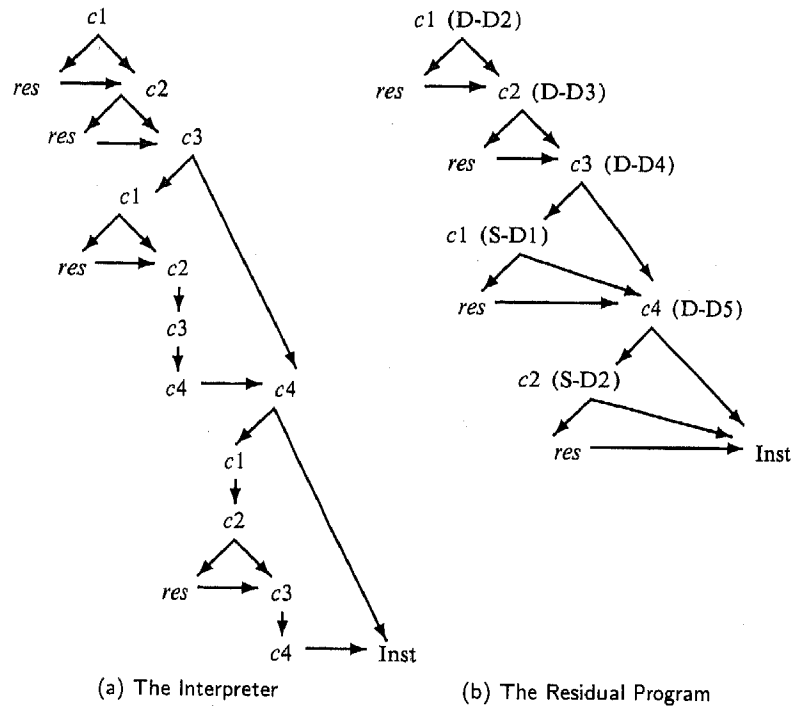 c1
res
c2
res
c3
c1
res
c2
c3
c4
c4
c1
c2
res
c3
c4
Inst
(a) The Interpreter
c1 (D-D2)
res
c2 (D-D3)
res
c3 (D-D4)
c1 (S-D1)
res
c4 (D-D5)
c2 (S-D2)
res
Inst
(b) The Residual Program